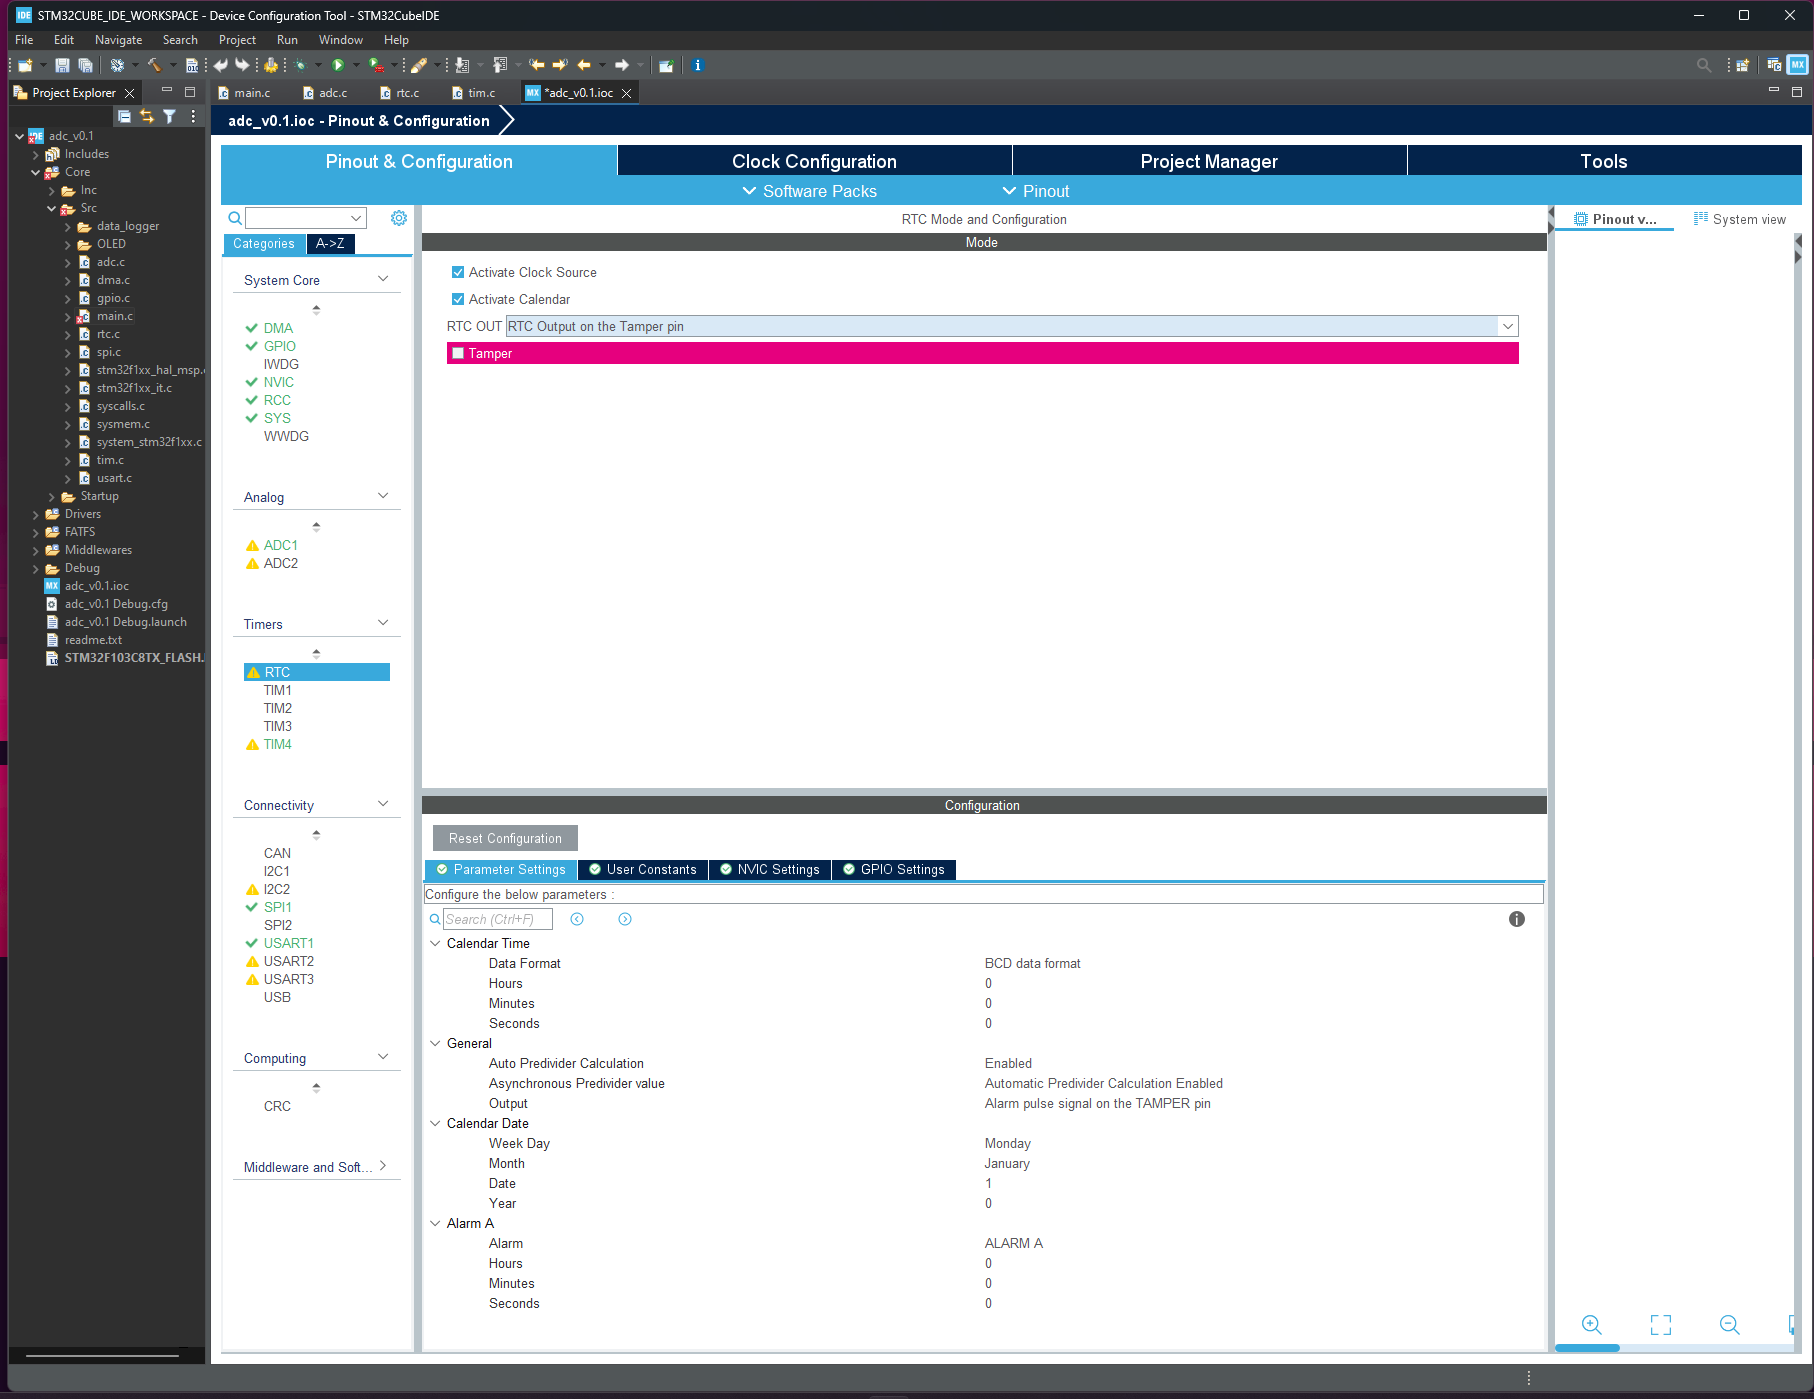 STM32CUBE_IDE_WORKSPACE - Device Configuration Tool - STM32CubeIDE
File Edit Navigate Search Project Run Window Help
Project Explorer
main.c adc.c rtc.c tim.c *adc_v0.1.ioc
adc_v0.1
Includes
Core
Inc
Src
data_logger
OLED
adc.c
dma.c
gpio.c
main.c
rtc.c
spi.c
stm32f1xx_hal_msp.c
stm32f1xx_it.c
syscalls.c
sysmem.c
system_stm32f1xx.c
tim.c
usart.c
Startup
Drivers
FATFS
Middlewares
Debug
adc_v0.1.ioc
adc_v0.1 Debug.cfg
adc_v0.1 Debug.launch
readme.txt
STM32F103C8TX_FLASH.
adc_v0.1.ioc - Pinout & Configuration
Pinout & Configuration Clock Configuration Project Manager Tools
Software Packs Pinout
Categories A->Z
System Core
DMA
GPIO
IWDG
NVIC
RCC
SYS
WWDG
Analog
ADC1
ADC2
Timers
RTC
TIM1
TIM2
TIM3
TIM4
Connectivity
CAN
I2C1
I2C2
SPI1
SPI2
USART1
USART2
USART3
USB
Computing
CRC
Middleware and Soft...
RTC Mode and Configuration
Mode
Activate Clock Source
Activate Calendar
RTC OUT RTC Output on the Tamper pin
Tamper
Configuration
Reset Configuration
Parameter Settings User Constants NVIC Settings GPIO Settings
Configure the below parameters :
Search (Ctrl+F)
Calendar Time
Data Format BCD data format
Hours 0
Minutes 0
Seconds 0
General
Auto Predivider Calculation Enabled
Asynchronous Predivider value Automatic Predivider Calculation Enabled
Output Alarm pulse signal on the TAMPER pin
Calendar Date
Week Day Monday
Month January
Date 1
Year 0
Alarm A
Alarm ALARM A
Hours 0
Minutes 0
Seconds 0
Pinout v... System view